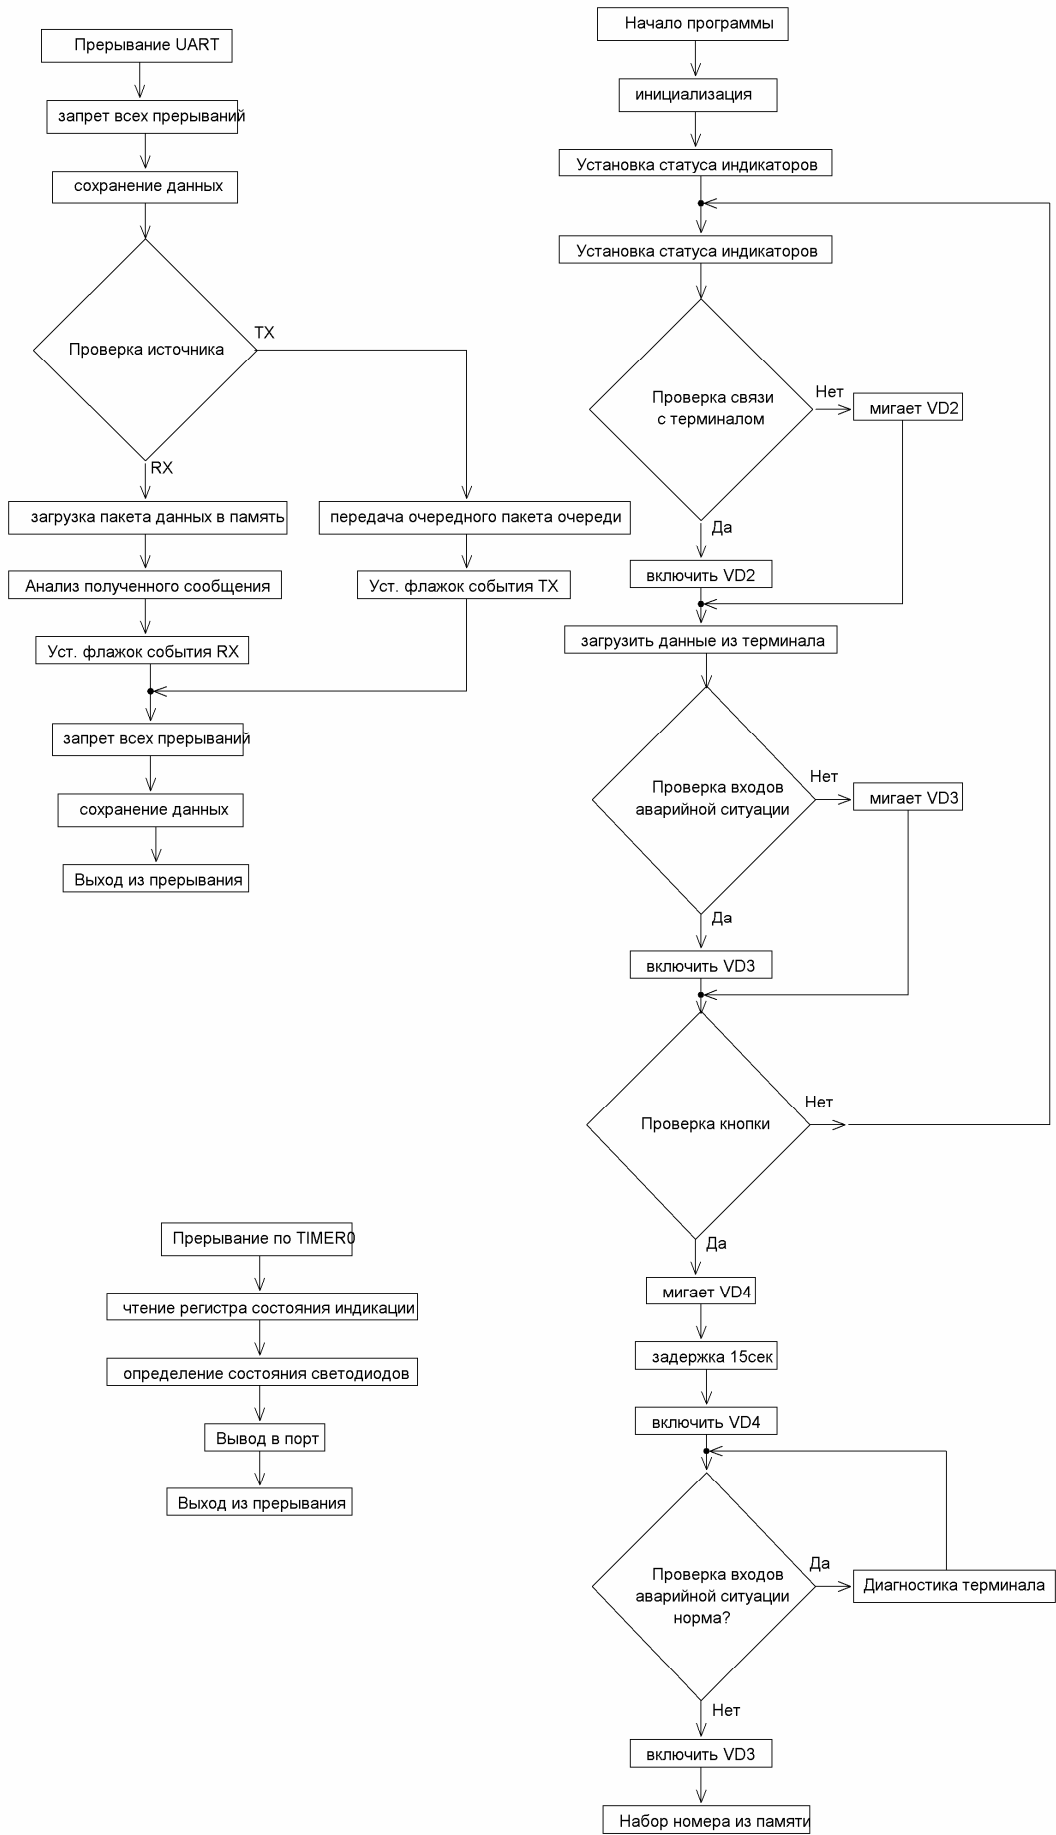 Прерывание UART
запрет всех прерываний
сохранение данных
Проверка источника
TX
RX
загрузка пакета данных в память
передача очередного пакета очереди
Анализ полученного сообщения
Уст. флажок события TX
Уст. флажок события RX
запрет всех прерываний
сохранение данных
Выход из прерывания
Прерывание по TIMER0
чтение регистра состояния индикации
определение состояния светодиодов
Вывод в порт
Выход из прерывания
Начало программы
инициализация
Установка статуса индикаторов
Установка статуса индикаторов
Проверка связи
с терминалом
Нет
мигает VD2
Да
включить VD2
загрузить данные из терминала
Проверка входов
аварийной ситуации
Нет
мигает VD3
Да
включить VD3
Проверка кнопки
Нет
Да
мигает VD4
задержка 15сек
включить VD4
Проверка входов
аварийной ситуации
норма?
Да
Диагностика терминала
Нет
включить VD3
Набор номера из памяти